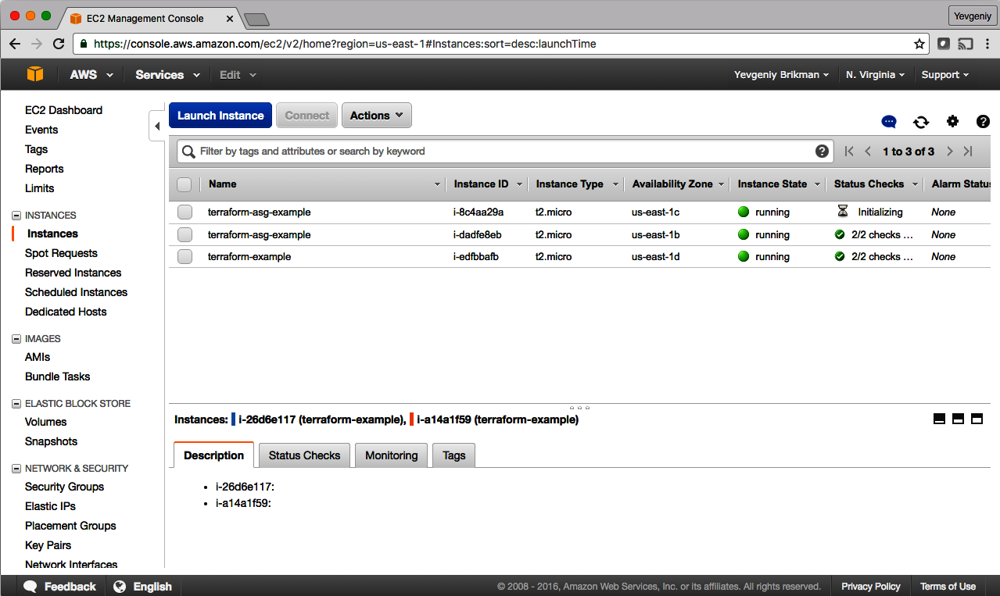 EC2 Management Console
Yevgeniy
https://console.aws.amazon.com/ec2/v2/home?region=us-east-1#Instances:sort=desc:launchTime
AWS Services Edit Yevgeniy Brikman N. Virginia Support
EC2 Dashboard
Events
Tags
Reports
Limits
INSTANCES
Instances
Spot Requests
Reserved Instances
Scheduled Instances
Dedicated Hosts
IMAGES
AMIs
Bundle Tasks
ELASTIC BLOCK STORE
Volumes
Snapshots
NETWORK & SECURITY
Security Groups
Elastic IPs
Placement Groups
Key Pairs
Network Interfaces
Launch Instance Connect Actions
Filter by tags and attributes or search by keyword
1 to 3 of 3
Name Instance ID Instance Type Availability Zone Instance State Status Checks Alarm Status
terraform-asg-example i-8c4aa29a t2.micro us-east-1c running Initializing None
terraform-asg-example i-dadfe8eb t2.micro us-east-1b running 2/2 checks ... None
terraform-example i-edfbbafb t2.micro us-east-1d running 2/2 checks ... None
Instances: i-26d6e117 (terraform-example), i-a14a1f59 (terraform-example)
Description Status Checks Monitoring Tags
• i-26d6e117:
• i-a14a1f59:
Feedback English © 2008 - 2016, Amazon Web Services, Inc. or its affiliates. All rights reserved. Privacy Policy Terms of Use